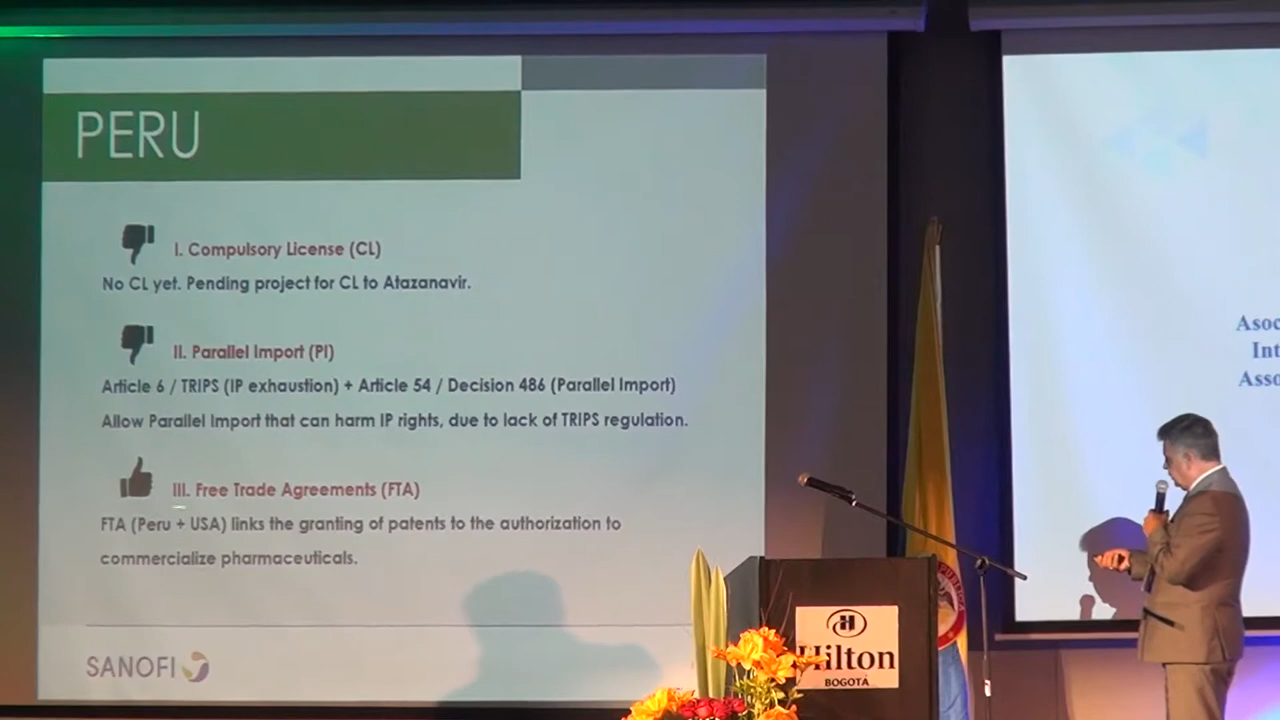 PERU
I. Compulsory License (CL)
No CL yet. Pending project for CL to Atazanavir.
II. Parallel Import (PI)
Article 6 / TRIPS (IP exhaustion) + Article 54 / Decision 486 (Parallel Import)
Allow Parallel Import that can harm IP rights, due to lack of TRIPS regulation.
III. Free Trade Agreements (FTA)
FTA (Peru + USA) links the granting of patents to the authorization to
commercialize pharmaceuticals.
SANOFI
Asoc
Int
Asso
H
Hilton
BOGOTÁ